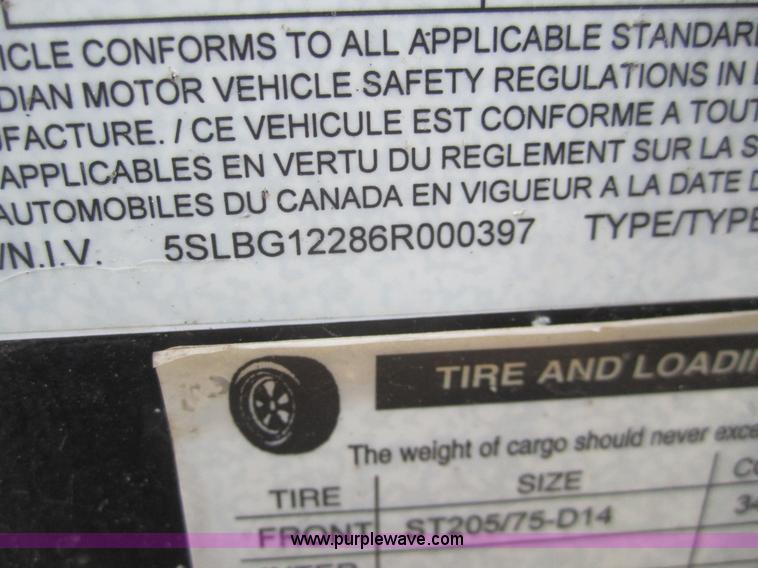 ICLE CONFORMS TO ALL APPLICABLE STANDAR
DIAN MOTOR VEHICLE SAFETY REGULATIONS IN
FACTURE. / CE VEHICULE EST CONFORME A TOUT
APPLICABLES EN VERTU DU REGLEMENT SUR LA S
AUTOMOBILES DU CANADA EN VIGUEUR A LA DATE D
/N.I.V. 5SLBG12286R000397 TYPE/TYPE
TIRE AND LOADI
The weight of cargo should never exce
TIRE SIZE CO
FRONT ST205/75-D14 34
www.purplewave.com